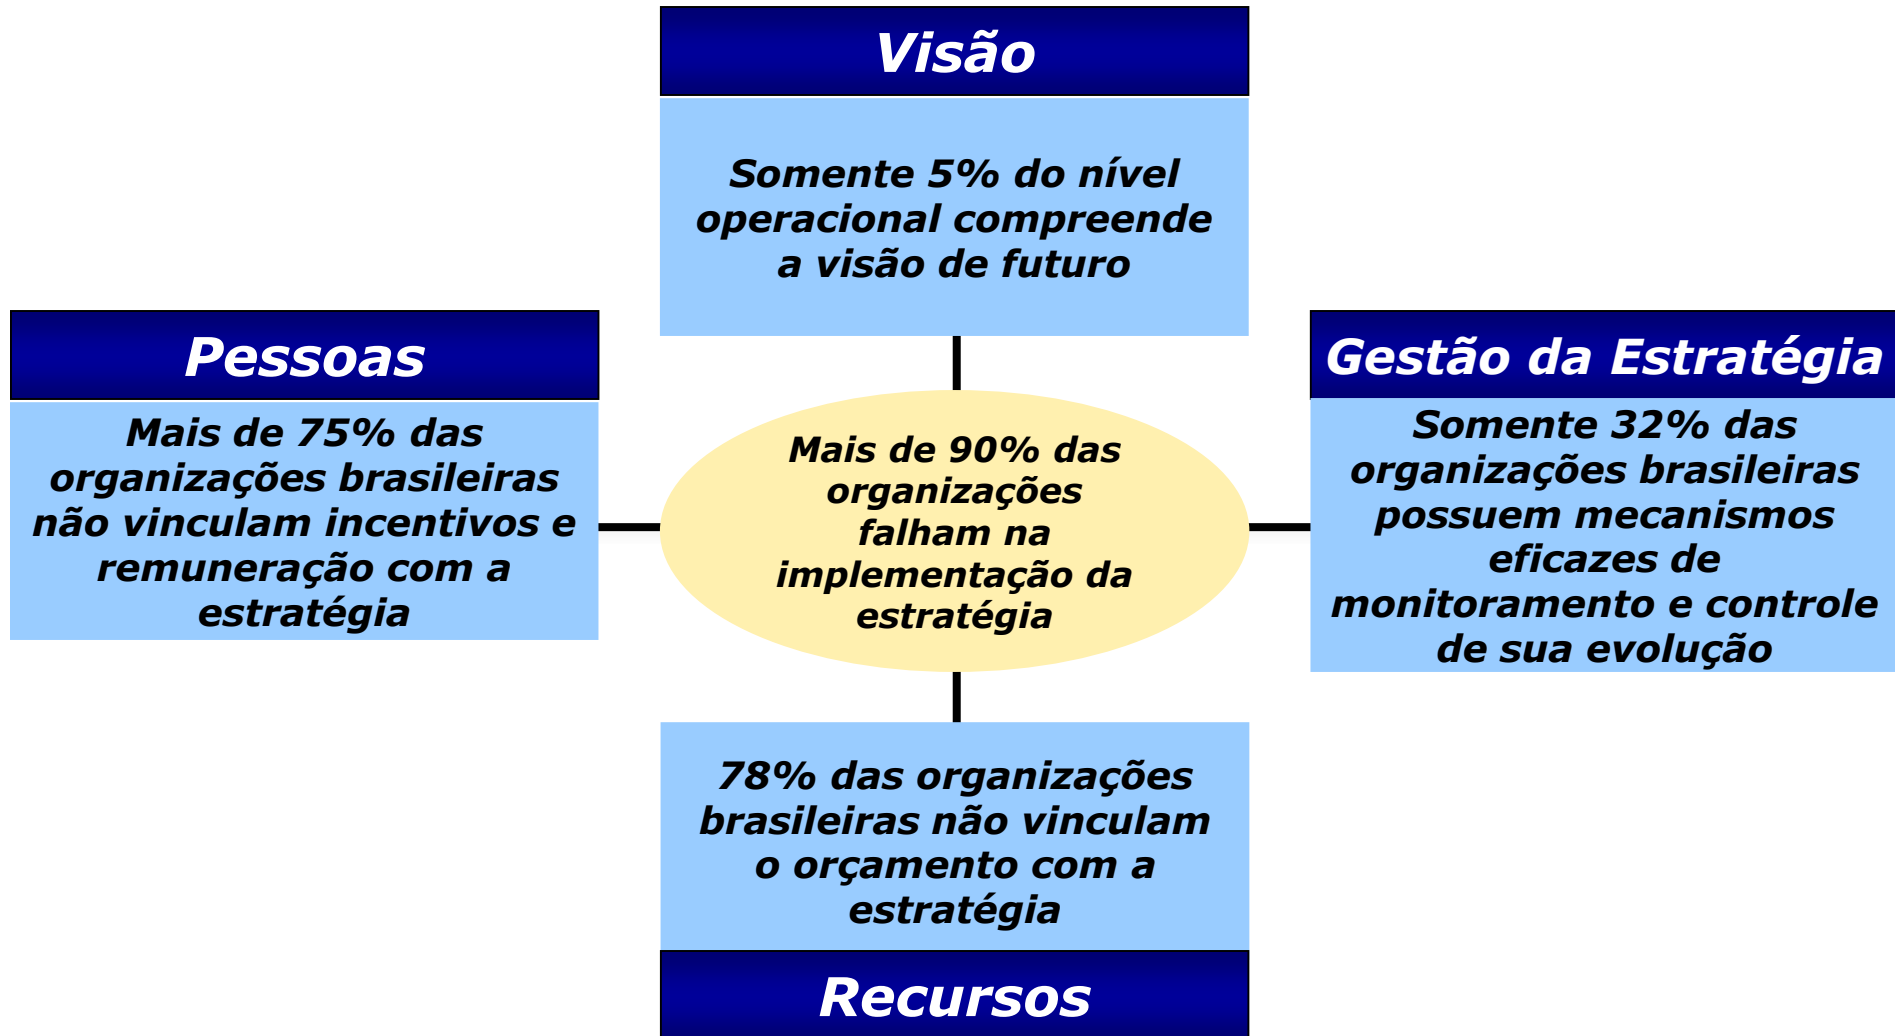 Visão
Somente 5% do nível
operacional compreende
a visão de futuro
Pessoas
Mais de 75% das
organizações brasileiras
não vinculam incentivos e
remuneração com a
estratégia
Mais de 90% das
organizações
falham na
implementação da
estratégia
Gestão da Estratégia
Somente 32% das
organizações brasileiras
possuem mecanismos
eficazes de
monitoramento e controle
de sua evolução
78% das organizações
brasileiras não vinculam
o orçamento com a
estratégia
Recursos